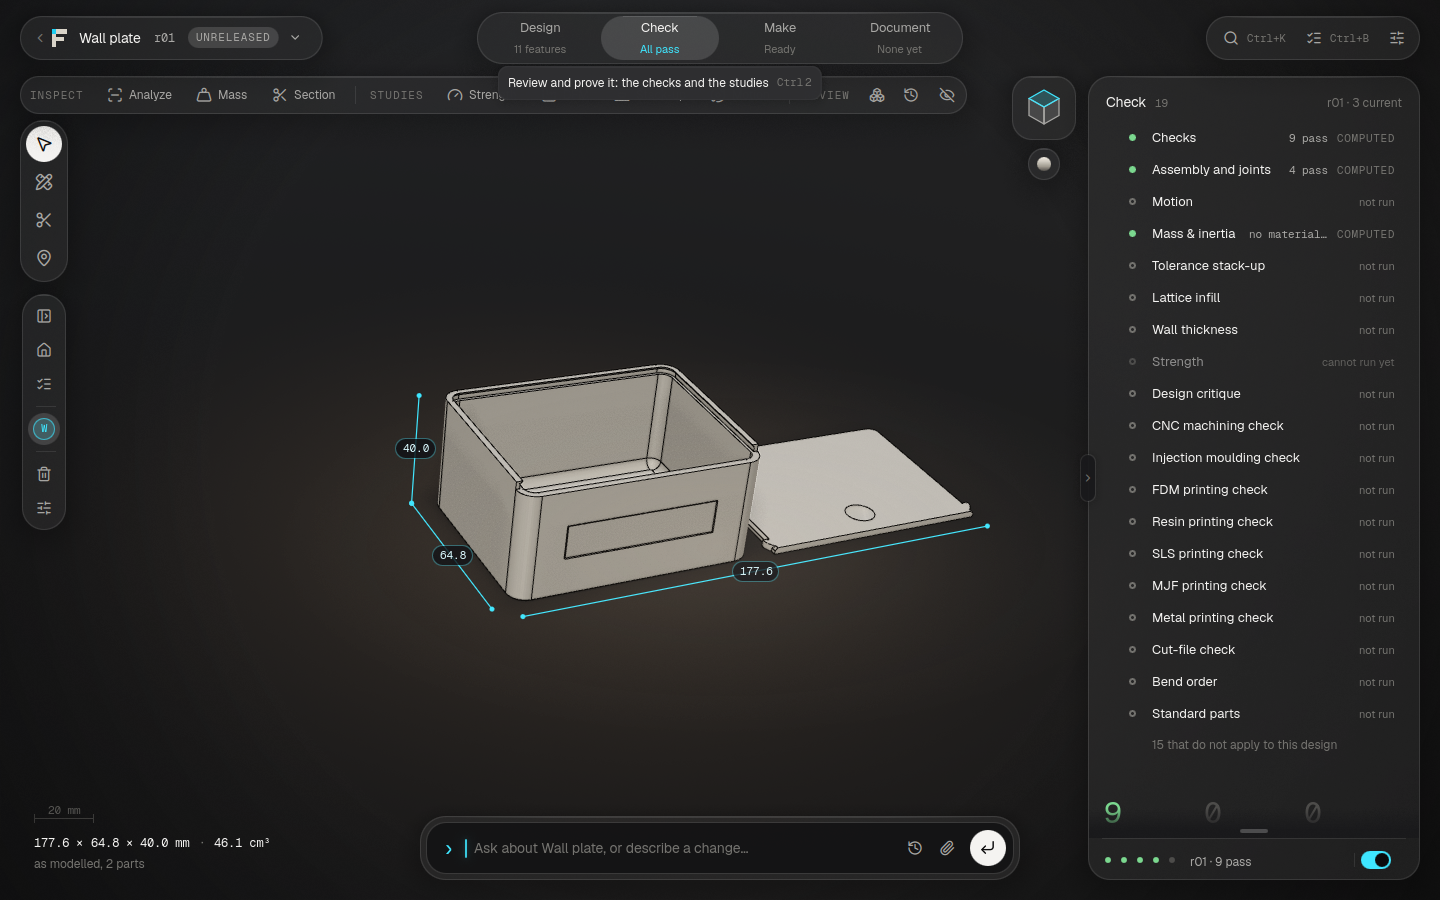 Wall plate r01 UNRELEASED
Design
11 features
Check
All pass
Make
Ready
Document
None yet
Ctrl+K Ctrl+B
Review and prove it: the checks and the studies Ctrl 2
INSPECT Analyze Mass Section STUDIES
Check 19 r01 · 3 current
Checks 9 pass COMPUTED
Assembly and joints 4 pass COMPUTED
Motion not run
Mass & inertia no material… COMPUTED
Tolerance stack-up not run
Lattice infill not run
Wall thickness not run
Strength cannot run yet
Design critique not run
CNC machining check not run
Injection moulding check not run
FDM printing check not run
Resin printing check not run
SLS printing check not run
MJF printing check not run
Metal printing check not run
Cut-file check not run
Bend order not run
Standard parts not run
15 that do not apply to this design
9 0 0
r01 · 9 pass
W
40.0
64.8
177.6
20 mm
177.6 × 64.8 × 40.0 mm · 46.1 cm³
as modelled, 2 parts
Ask about Wall plate, or describe a change…